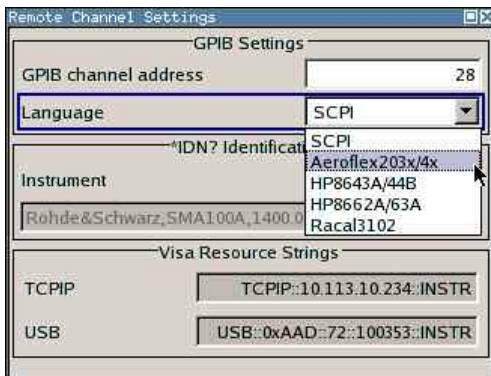 Remote Channel Settings
GPIB Settings
GPIB channel address 28
Language SCPI
SCPI
Aeroflex203x/4x
HP8643A/44B
HP8662A/63A
Racal3102
*IDN?
Instrument
Rohde&Schwarz,SMA100A,1400.0
Visa Resource Strings
TCPIP TCPIP::10.113.10.234::INSTR
USB USB::0xAAD::72::100353::INSTR